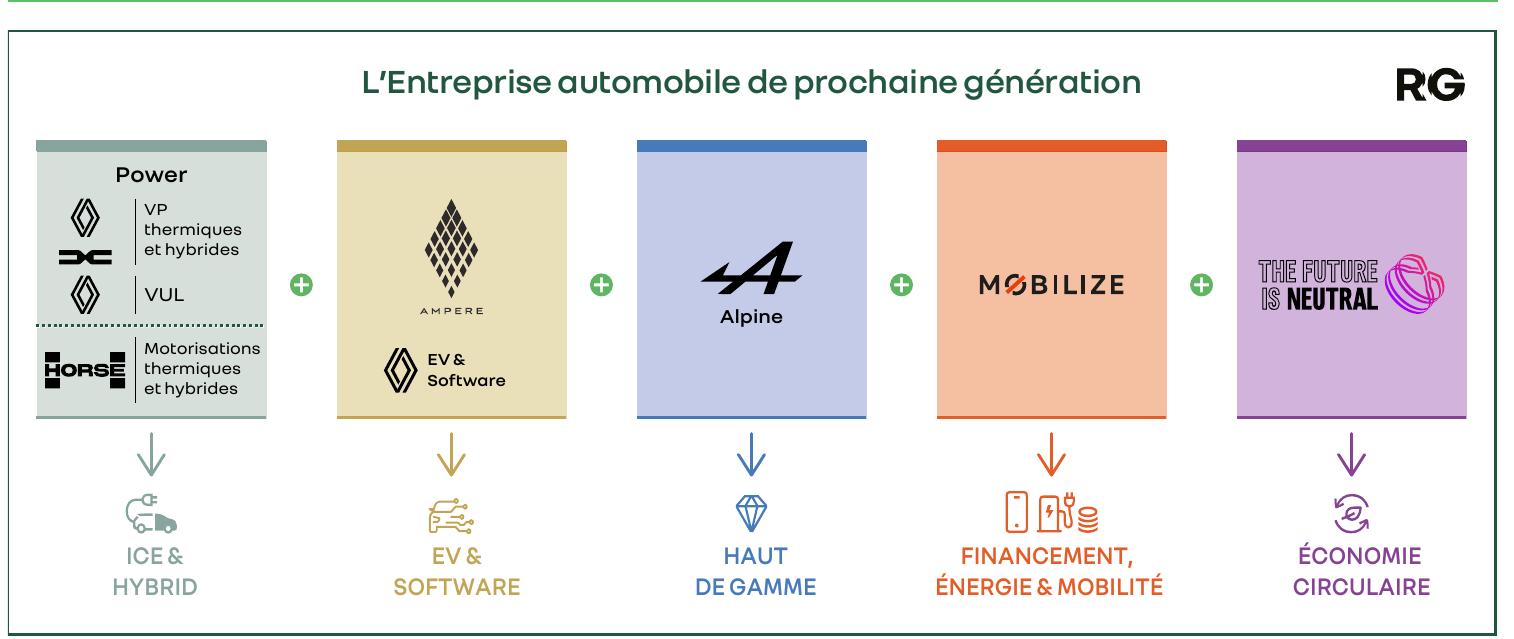 L'Entreprise automobile de prochaine génération
RG
Power
VP
thermiques
et hybrides
VUL
HORSE
Motorisations
thermiques
et hybrides
AMPERE
EV &
Software
Alpine
MOBILIZE
THE FUTURE
IS NEUTRAL
ICE &
HYBRID
EV &
SOFTWARE
HAUT
DE GAMME
FINANCEMENT,
ÉNERGIE & MOBILITÉ
ÉCONOMIE
CIRCULAIRE